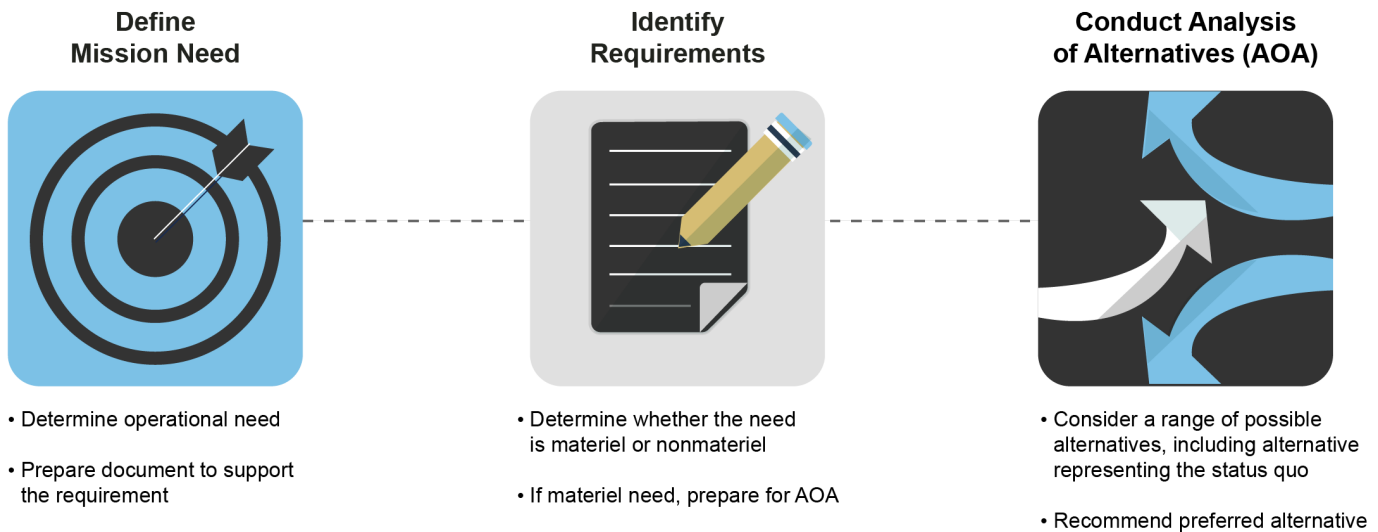 Define
Mission Need
Identify
Requirements
Conduct Analysis
of Alternatives (AOA)
• Determine operational need
• Prepare document to support
the requirement
• Determine whether the need
is materiel or nonmateriel
• If materiel need, prepare for AOA
• Consider a range of possible
alternatives, including alternative
representing the status quo
• Recommend preferred alternative